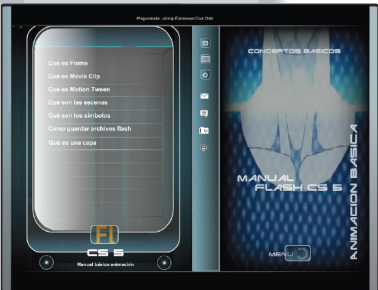 Programado: Jimmy Emmanuel
CONCEPTOS BASICOS
Que es Frame
Que es Movie Clip
Que es Motion Tween
Que son las escenas
Que son los simbolos
Como guardar archivos flash
Que es una capa
Fl
CS 5
Manual básico animación
MANUAL
FLASH CS 5
ANIMACION BASICA
MENU